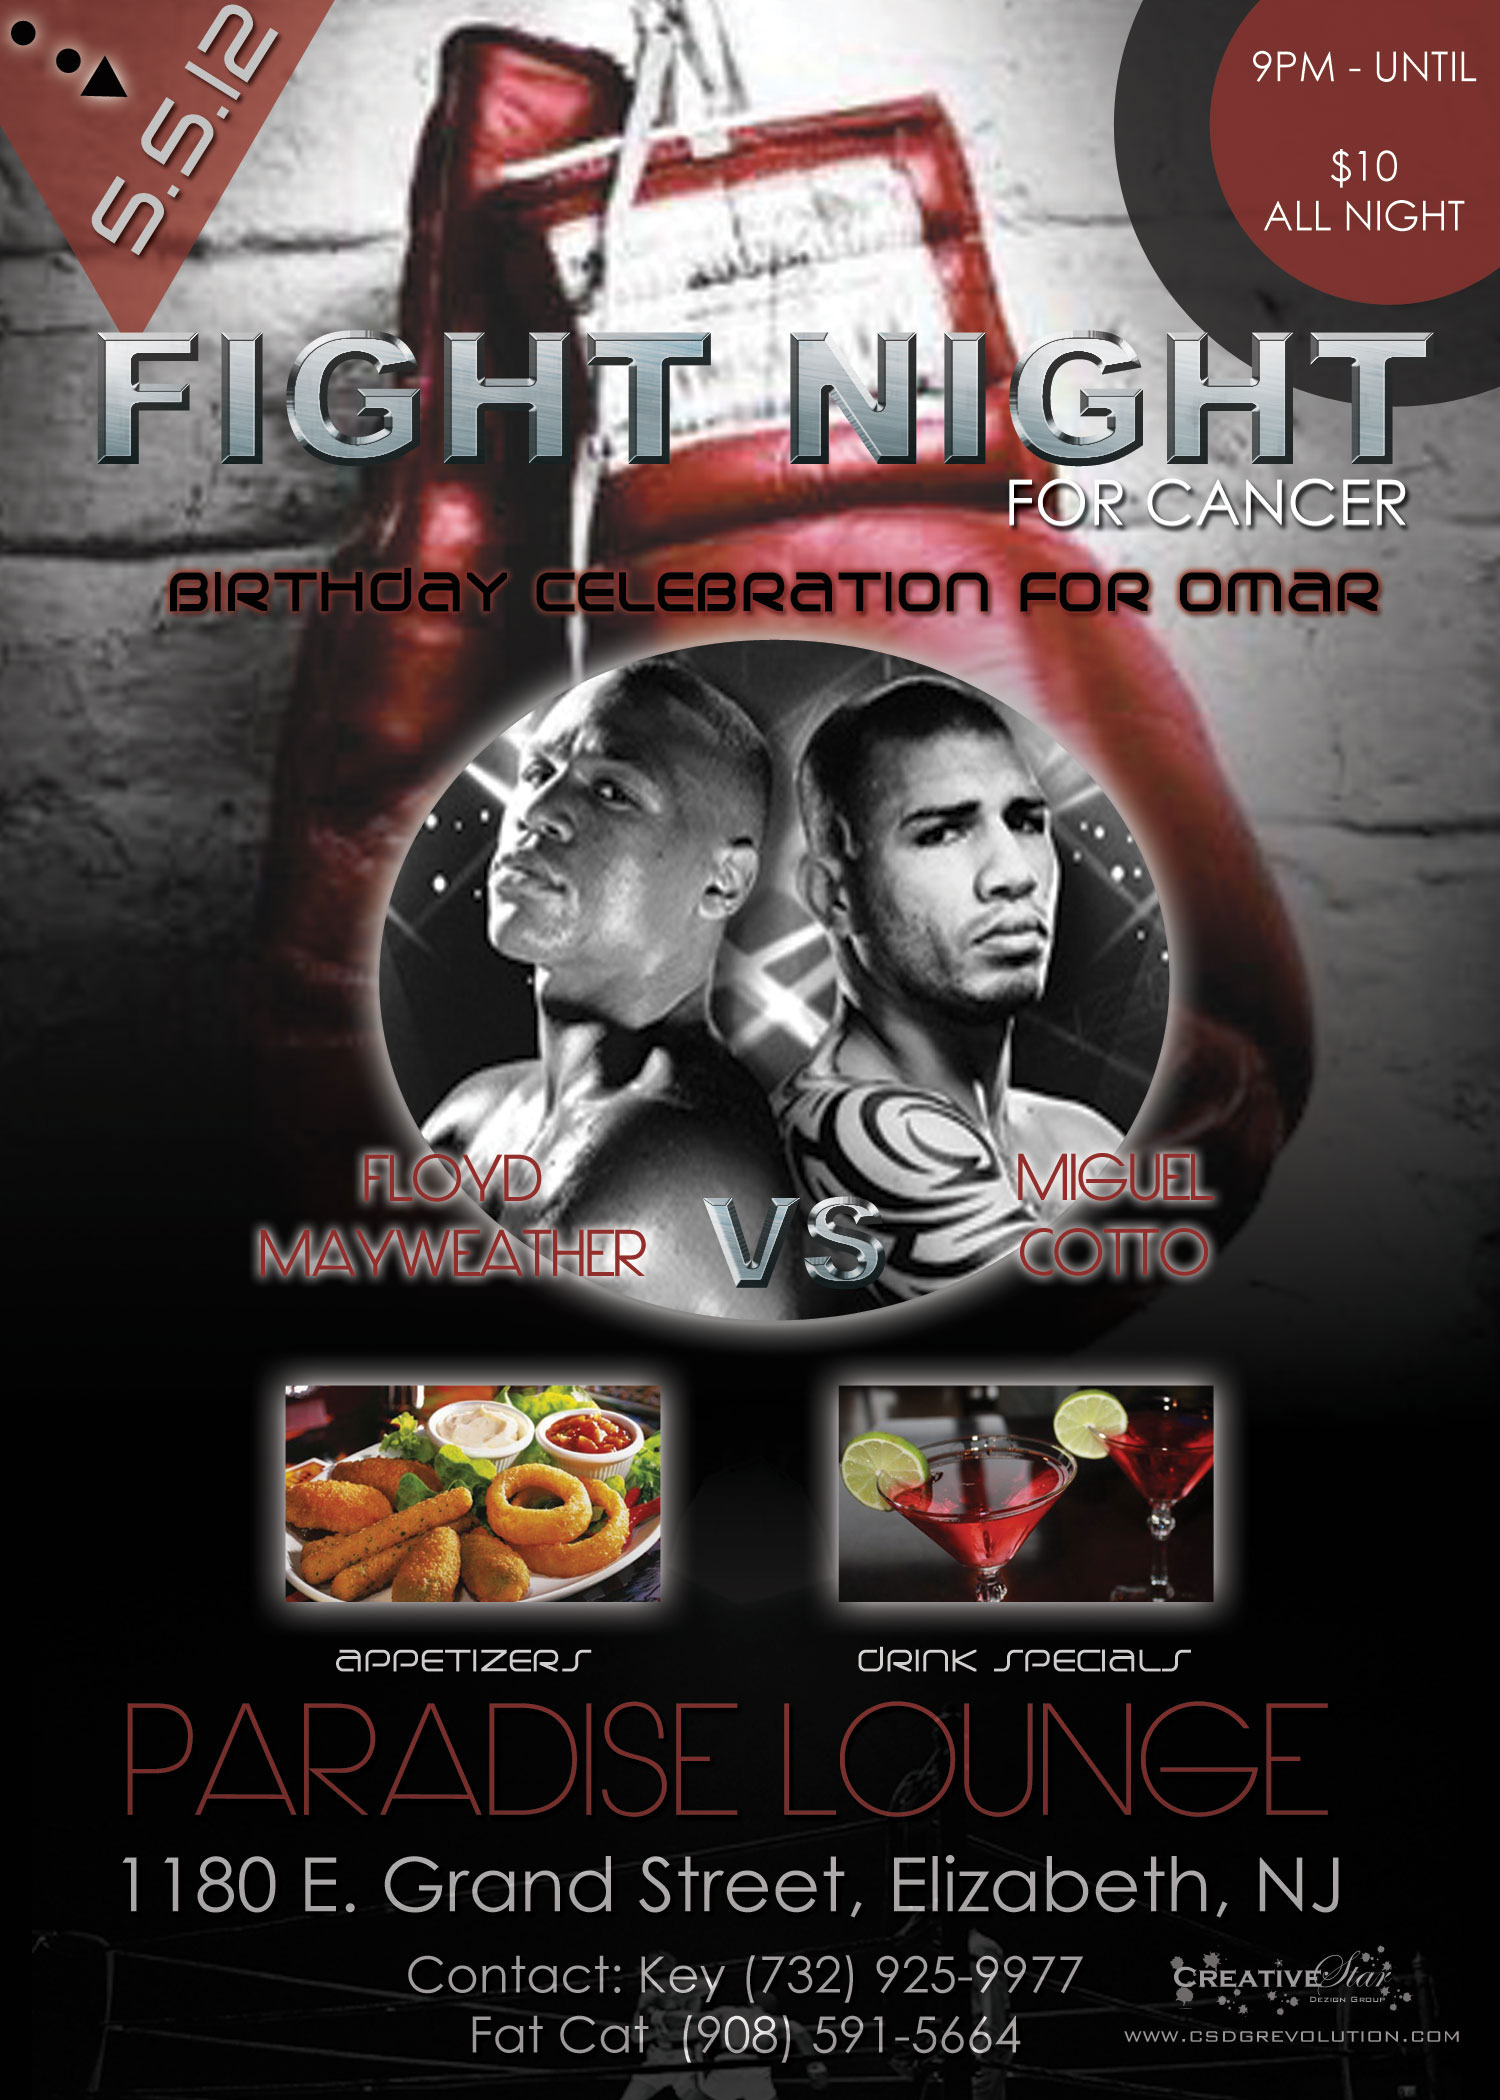 5.5.12
9PM - UNTIL
$10
ALL NIGHT
FIGHT NIGHT
FOR CANCER
BIRTHdaY CELEBRaTION FOR Omar
FLOYD
MAYWEATHER
VS
MIGUEL
COTTO
aPPETIZERS
dRINK SPECIALS
PARADISE LOUNGE
1180 E. Grand Street, Elizabeth, NJ
Contact: Key (732) 925-9977
Fat Cat (908) 591-5664
CREATIVE Star
DEZIGN GROUP
WWW.CSDGREVOLUTION.COM